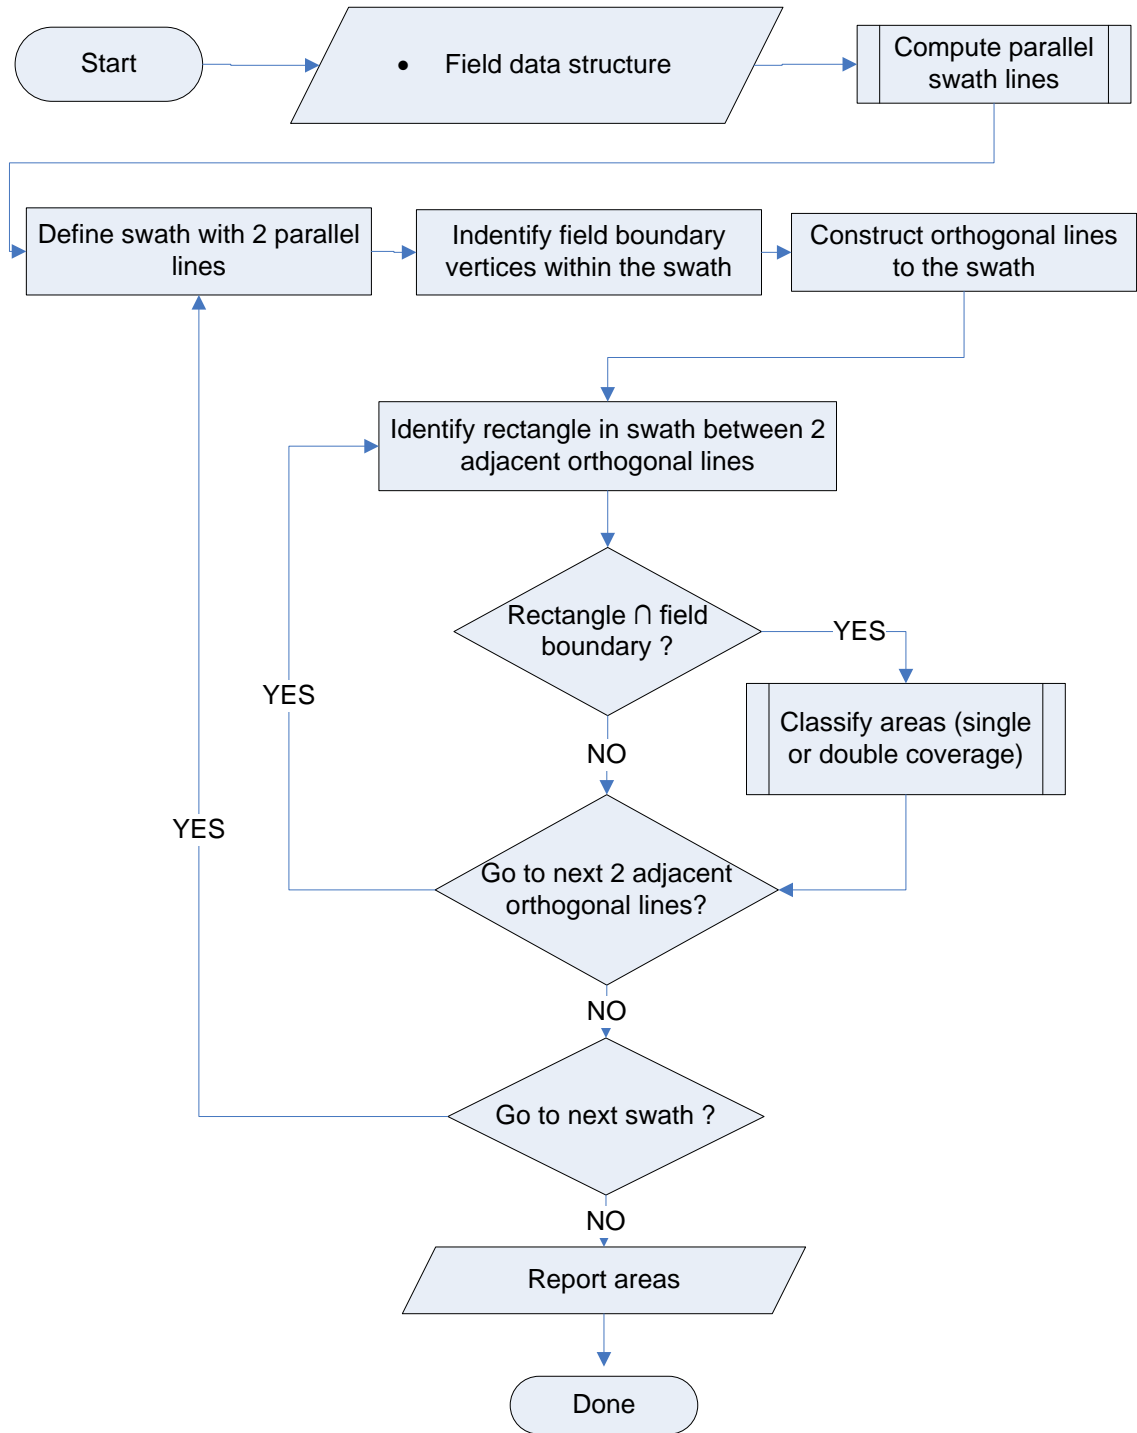 Start
• Field data structure
Compute parallel
swath lines
Define swath with 2 parallel
lines
Indentify field boundary
vertices within the swath
Construct orthogonal lines
to the swath
Identify rectangle in swath between 2
adjacent orthogonal lines
Rectangle ∩ field
boundary ?
YES
YES
Classify areas (single
or double coverage)
NO
YES
Go to next 2 adjacent
orthogonal lines?
NO
Go to next swath ?
NO
Report areas
Done